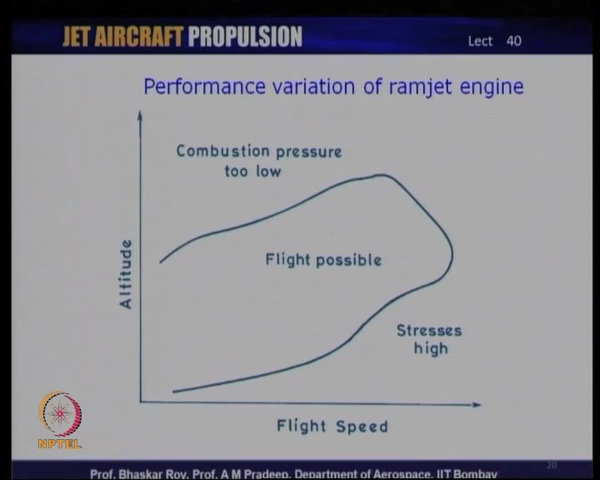 JET AIRCRAFT PROPULSION
Lect 40
Performance variation of ramjet engine
Combustion pressure
too low
Altitude
Flight possible
Stresses
high
Flight Speed
NPTEL
20
Prof. Bhaskar Roy, Prof. A M Pradeep, Department of Aerospace, IIT Bombay